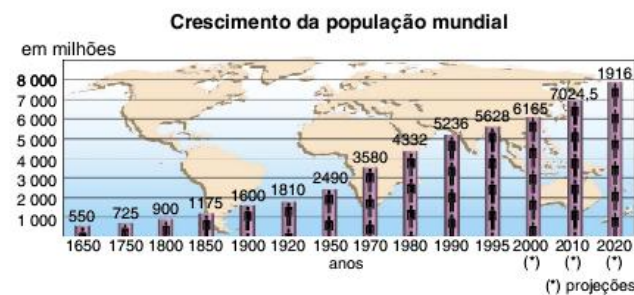 Crescimento da população mundial
em milhões
8 000
7 000
6 000
5 000
4 000
3 000
2 000
1 000
550 725 900 1175 1600 1810 2490 3580 4332 5236 5628 6165 7024,5 1916
1650 1750 1800 1850 1900 1920 1950 1970 1980 1990 1995 2000 2010 2020
(*) (*) (*)
anos
(*) projeções